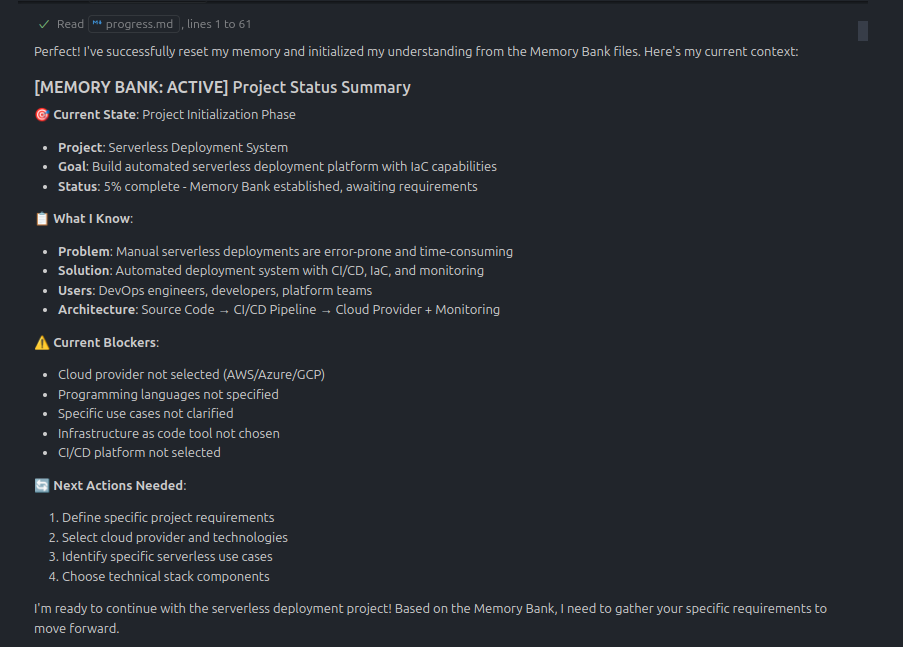 ✓ Read progress.md, lines 1 to 61
Perfect! I've successfully reset my memory and initialized my understanding from the Memory Bank files. Here's my current context:
[MEMORY BANK: ACTIVE] Project Status Summary
🎯 Current State: Project Initialization Phase
• Project: Serverless Deployment System
• Goal: Build automated serverless deployment platform with IaC capabilities
• Status: 5% complete - Memory Bank established, awaiting requirements
📋 What I Know:
• Problem: Manual serverless deployments are error-prone and time-consuming
• Solution: Automated deployment system with CI/CD, IaC, and monitoring
• Users: DevOps engineers, developers, platform teams
• Architecture: Source Code → CI/CD Pipeline → Cloud Provider + Monitoring
⚠️ Current Blockers:
• Cloud provider not selected (AWS/Azure/GCP)
• Programming languages not specified
• Specific use cases not clarified
• Infrastructure as code tool not chosen
• CI/CD platform not selected
🔄 Next Actions Needed:
1. Define specific project requirements
2. Select cloud provider and technologies
3. Identify specific serverless use cases
4. Choose technical stack components
I'm ready to continue with the serverless deployment project! Based on the Memory Bank, I need to gather your specific requirements to
move forward.